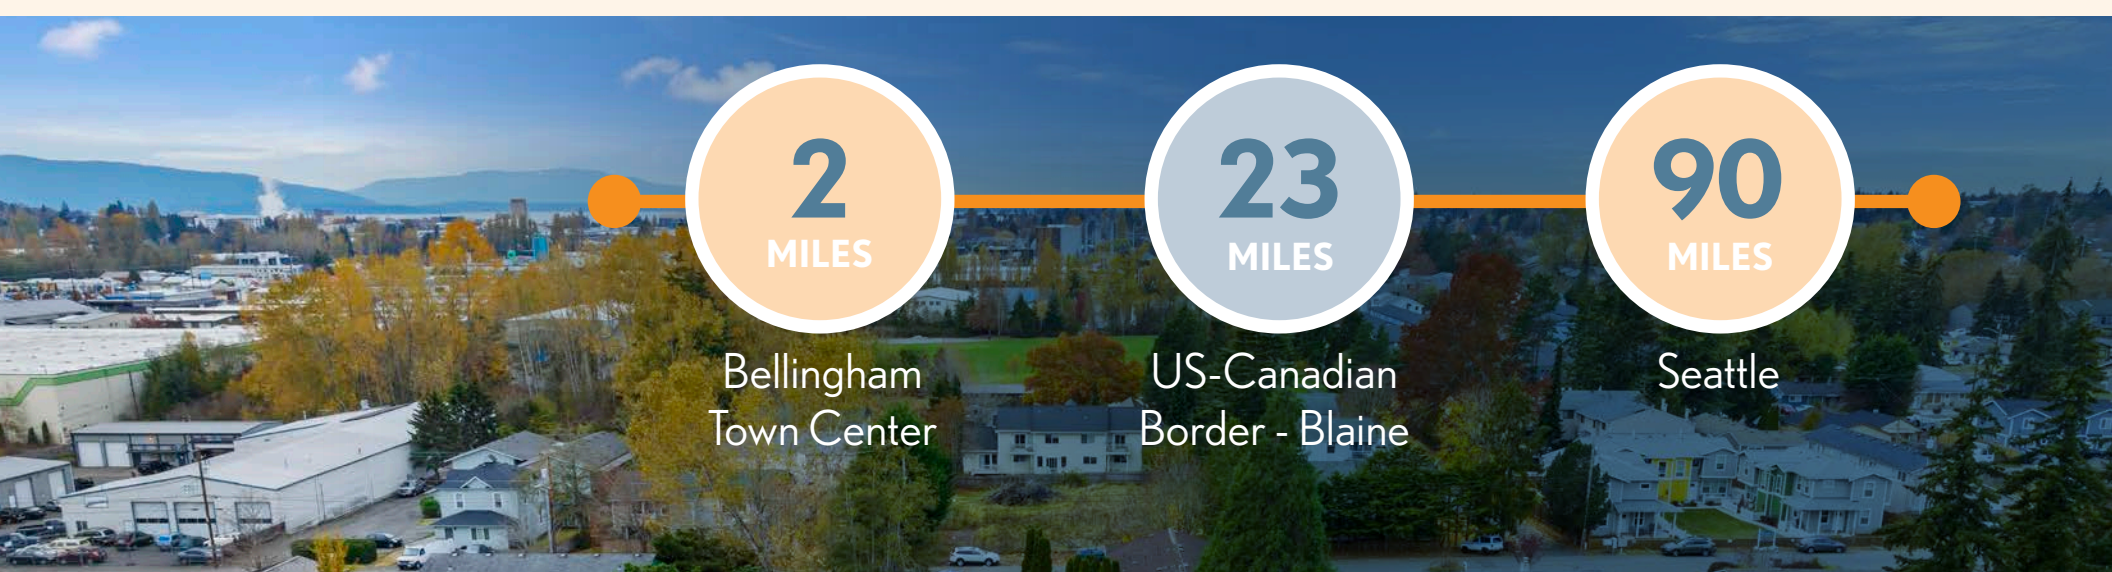 2
MILES
Bellingham
Town Center
23
MILES
US-Canadian
Border - Blaine
90
MILES
Seattle